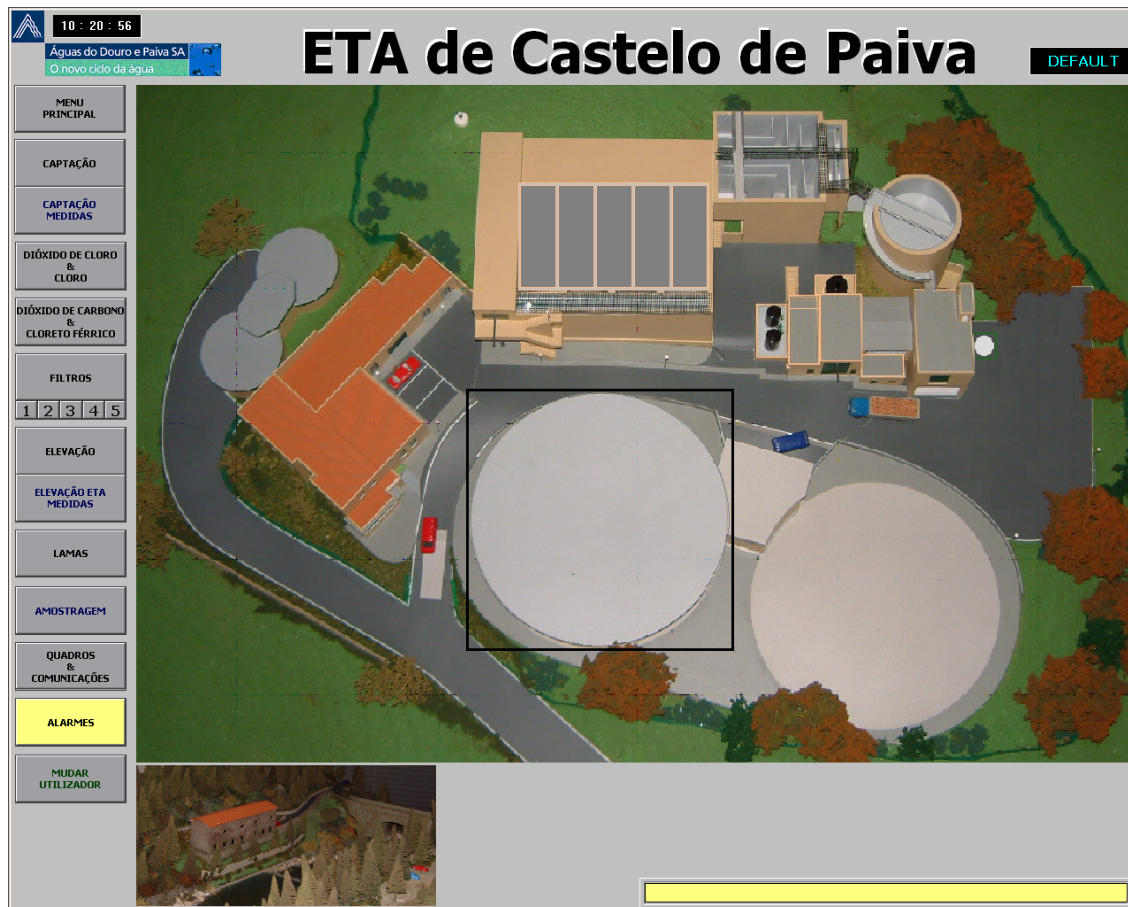 10 : 20 : 56
Águas do Douro e Paiva SA
O novo ciclo da água
ETA de Castelo de Paiva
DEFAULT
MENU
PRINCIPAL
CAPTAÇÃO
CAPTAÇÃO
MEDIDAS
DIÓXIDO DE CLORO
&
CLORO
DIÓXIDO DE CARBONO
&
CLORETO FÉRRICO
FILTROS
1 2 3 4 5
ELEVAÇÃO
ELEVAÇÃO ETA
MEDIDAS
LAMAS
AMOSTRAGEM
QUADROS
&
COMUNICAÇÕES
ALARMES
MUDAR
UTILIZADOR